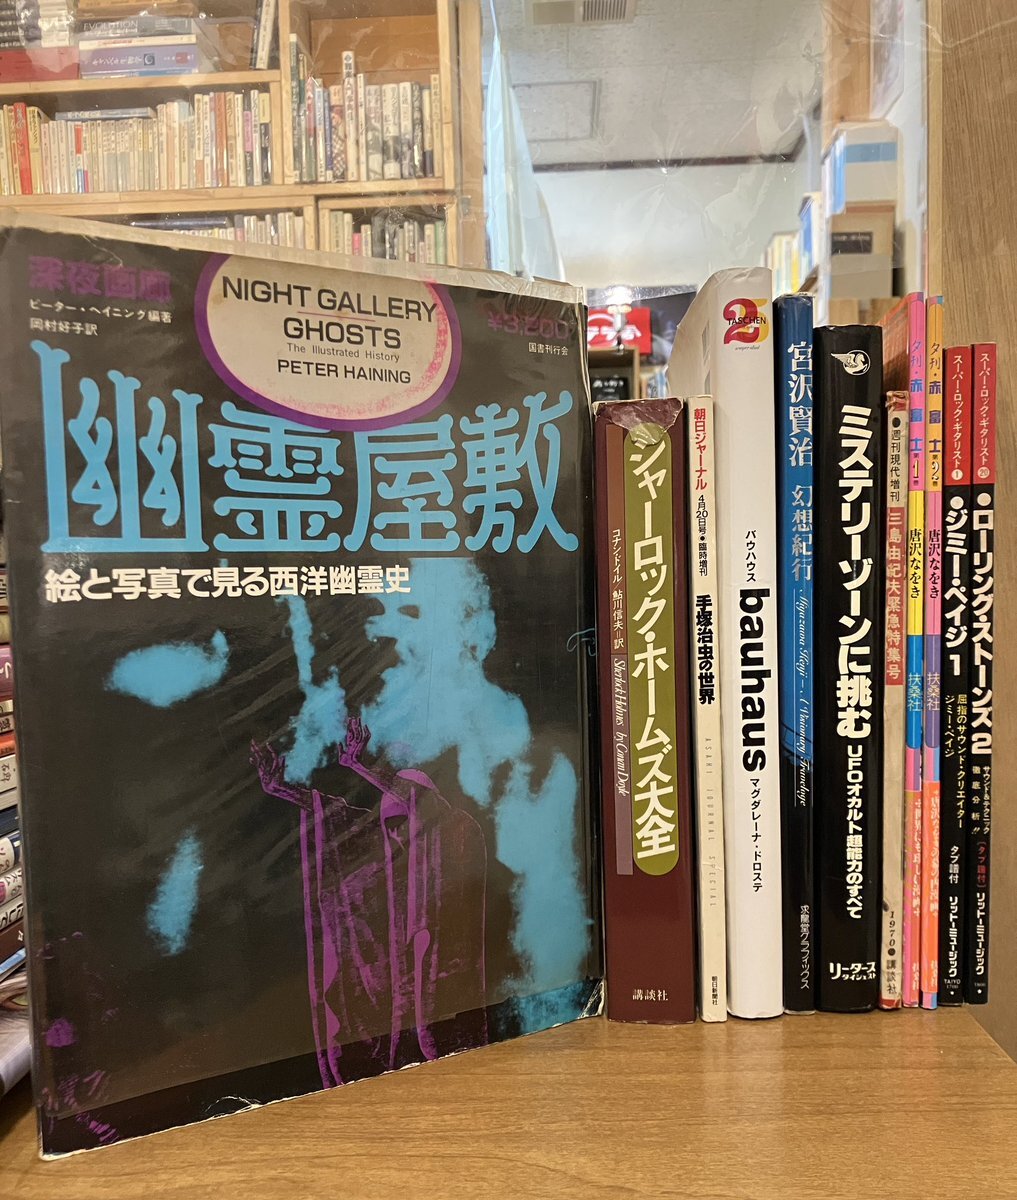 EVOLUTION
深夜画廊
ピーター・ヘイニング編著
岡村好子訳
NIGHT GALLERY
GHOSTS
The Illustrated History
PETER HAINING
¥3,200
国書刊行会
幽霊屋敷
絵と写真で見る西洋幽霊史
シャーロック・ホームズ大全
コナン・ドイル 鮎川信夫=訳
Sherlock Holmes by Conan Doyle
講談社
朝日ジャーナル
4月20日号●臨時増刊
手塚治虫の世界
ASAHI JOURNAL SPECIAL
朝日新聞社
25
TASCHEN
バウハウス
bauhaus
マグダレーナ・ドロステ
宮沢賢治 幻想紀行
Miyazawa Kenji – A Visionary Travelogue
求龍堂グラフィックス
ミステリーゾーンに挑む
UFOオカルト超能力のすべて
リーダーズ
ダイジェスト
●週刊現代増刊
三島由紀夫緊急特集号
1970●講談社
夕刊・赤富士 第1巻
唐沢なをき
扶桑社
夕刊・赤富士 第2巻
唐沢なをき
扶桑社
スーパー・ロック・ギタリスト 1
●ジミー・ペイジ 1
屈指のサウンド・クリエイター
ジミー・ペイジ
タブ譜付
リットーミュージック
TAIYO
スーパー・ロック・ギタリスト 20
●ローリング・ストーンズ 2
サウンド&テクニック
徹底分析!!
(タブ譜付)
リットーミュージック